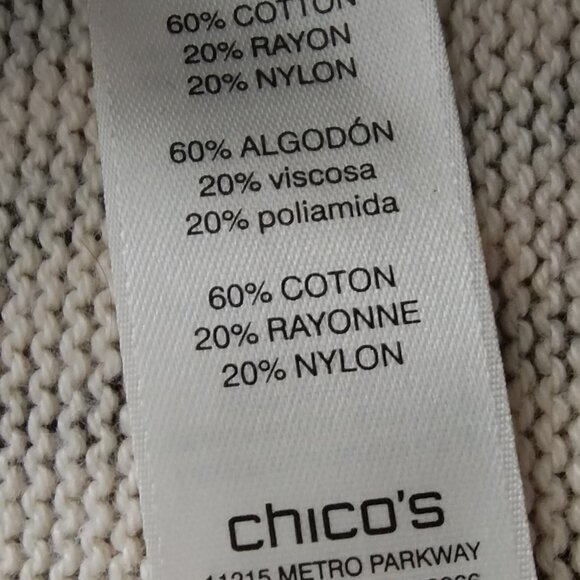 60% COTTON
20% RAYON
20% NYLON
60% ALGODÓN
20% viscosa
20% poliamida
60% COTON
20% RAYONNE
20% NYLON
chico's
11215 METRO PARKWAY